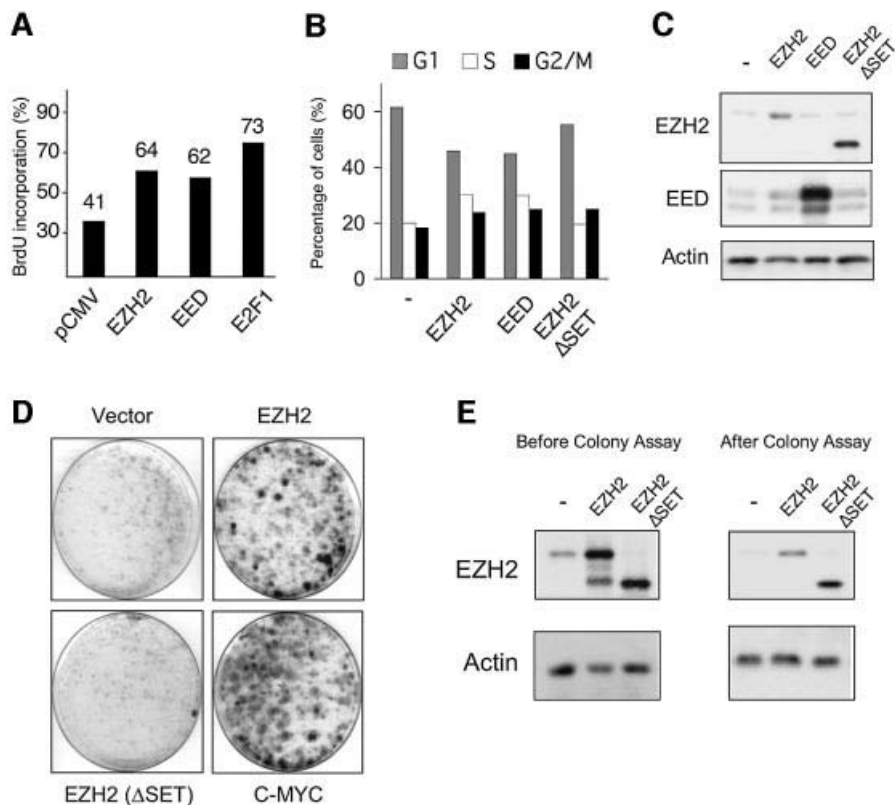 A
BrdU incorporation (%)
90
70
50
30
41
64
62
73
pCMV
EZH2
EED
E2F1
B
G1
S
G2/M
Percentage of cells (%)
60
40
20
0
-
EZH2
EED
EZH2
ΔSET
C
-
EZH2
EED
EZH2
ΔSET
EZH2
EED
Actin
D
Vector
EZH2
EZH2 (ΔSET)
C-MYC
E
Before Colony Assay
After Colony Assay
-
EZH2
EZH2
ΔSET
-
EZH2
EZH2
ΔSET
EZH2
Actin